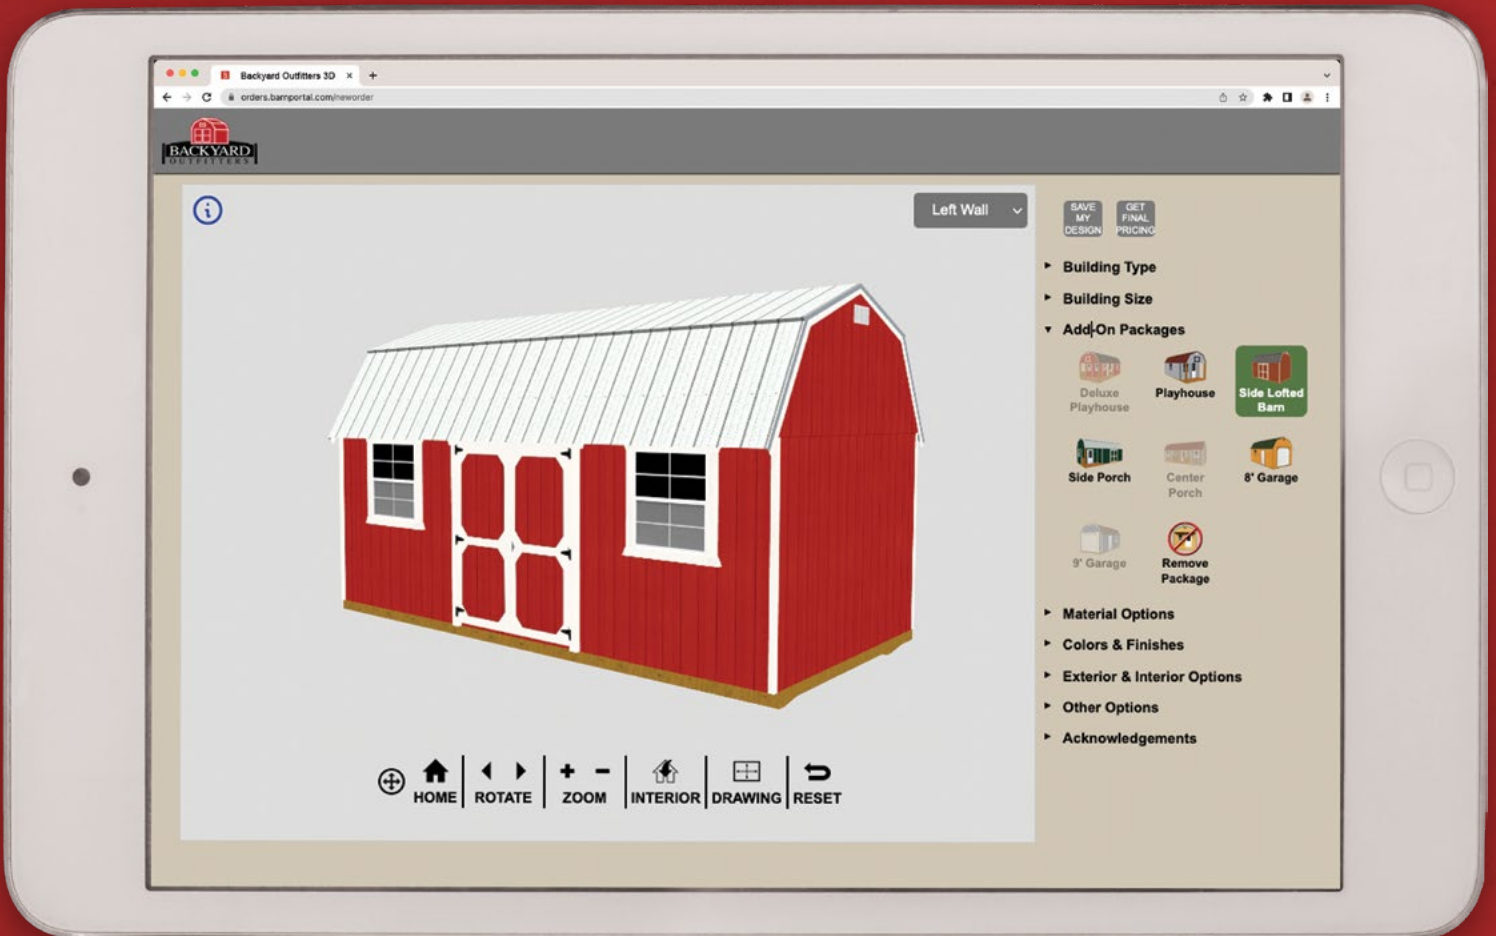 Backyard Outfitters 3D
orders.barnportal.com/neworder
BACKYARD
OUTFITTERS
Left Wall
SAVE
MY
DESIGN
GET
FINAL
PRICING
Building Type
Building Size
Add-On Packages
Deluxe
Playhouse
Playhouse
Side Lofted
Barn
Side Porch
Center
Porch
8' Garage
9' Garage
Remove
Package
Material Options
Colors & Finishes
Exterior & Interior Options
Other Options
Acknowledgements
HOME
ROTATE
ZOOM
INTERIOR
DRAWING
RESET